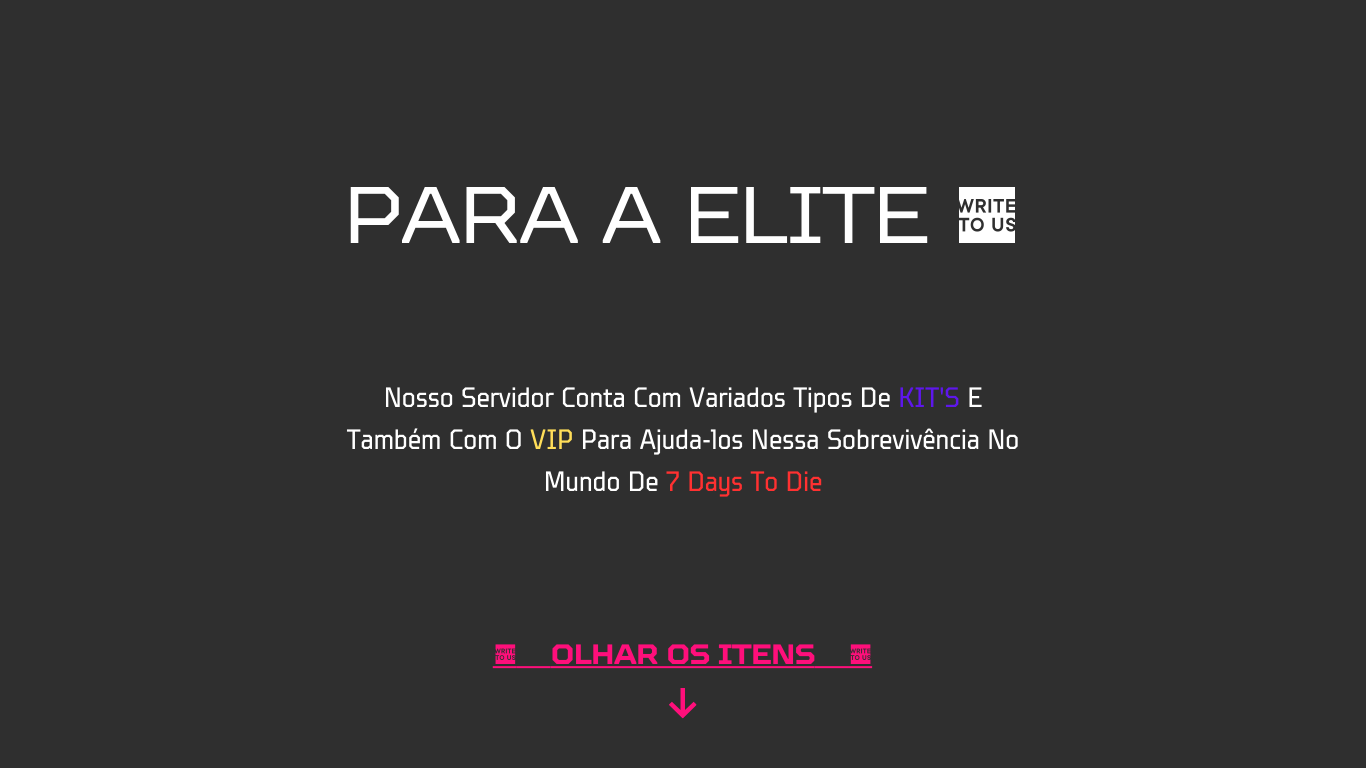 PARA A ELITE WRITE TO US
Nosso Servidor Conta Com Variados Tipos De KIT'S E
Também Com O VIP Para Ajuda-los Nessa Sobrevivência No
Mundo De 7 Days To Die
WRITE TO US OLHAR OS ITENS WRITE TO US